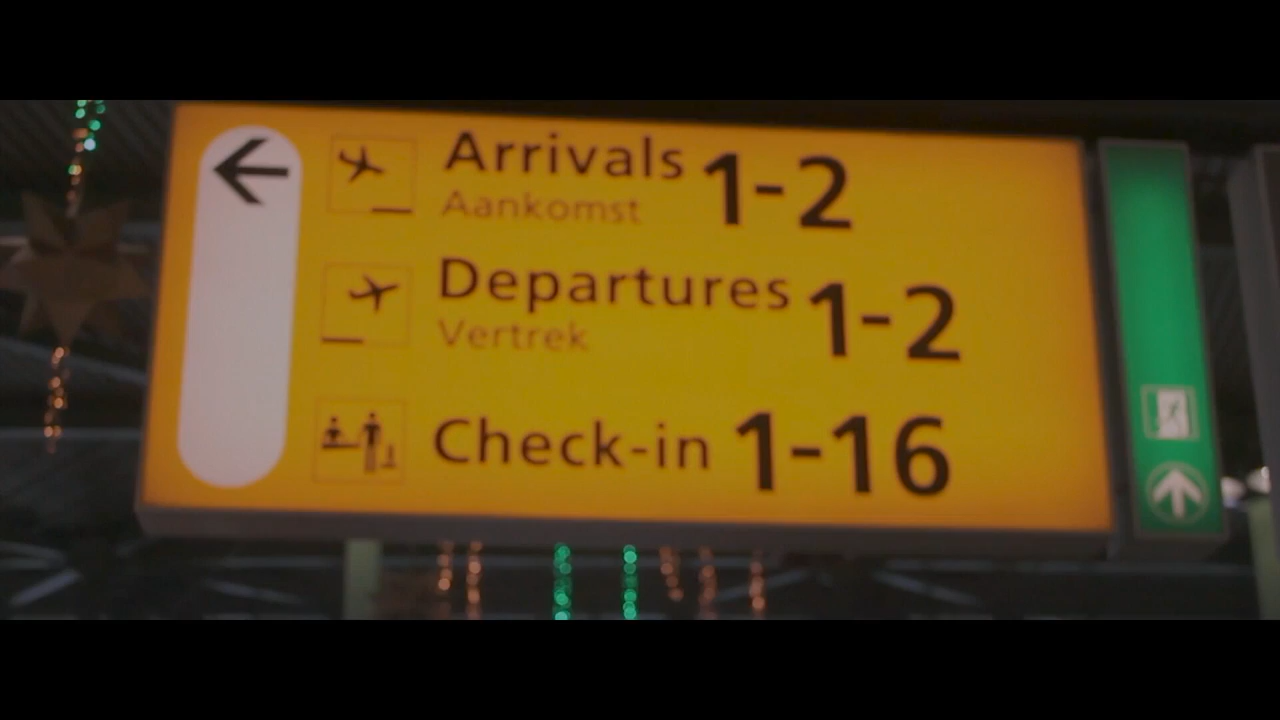 Arrivals 1-2
Aankomst
Departures 1-2
Vertrek
Check-in 1-16